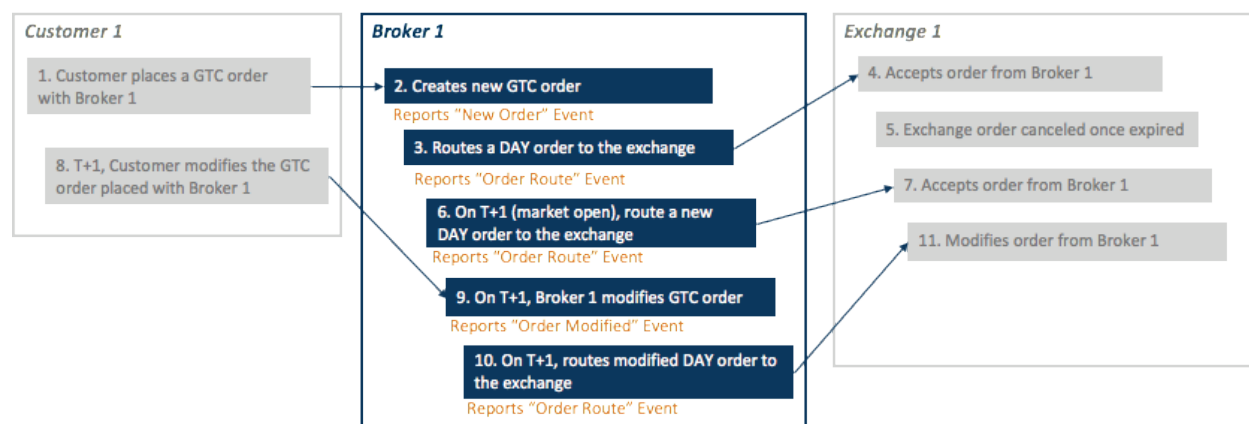 Customer 1
1. Customer places a GTC order
with Broker 1
8. T+1, Customer modifies the GTC
order placed with Broker 1
Broker 1
2. Creates new GTC order
Reports "New Order" Event
3. Routes a DAY order to the exchange
Reports "Order Route" Event
6. On T+1 (market open), route a new
DAY order to the exchange
Reports "Order Route" Event
9. On T+1, Broker 1 modifies GTC order
Reports "Order Modified" Event
10. On T+1, routes modified DAY order to
the exchange
Reports "Order Route" Event
Exchange 1
4. Accepts order from Broker 1
5. Exchange order canceled once expired
7. Accepts order from Broker 1
11. Modifies order from Broker 1